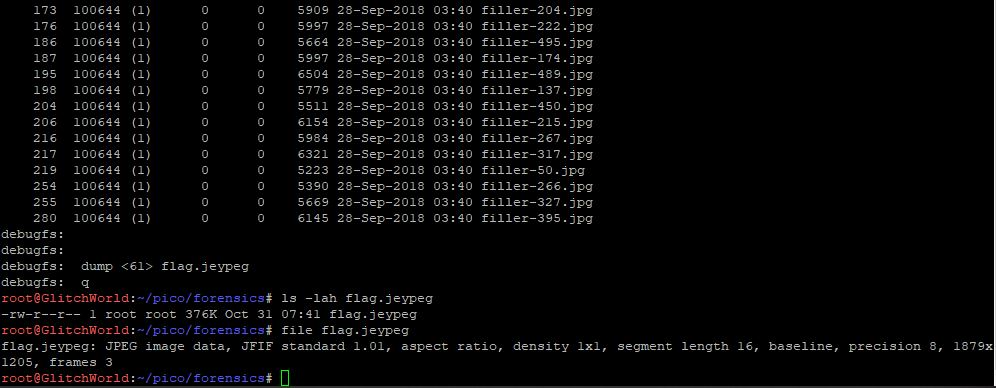 173 100644 (1) 0 0 5909 28-Sep-2018 03:40 filler-204.jpg
176 100644 (1) 0 0 5997 28-Sep-2018 03:40 filler-222.jpg
186 100644 (1) 0 0 5664 28-Sep-2018 03:40 filler-495.jpg
187 100644 (1) 0 0 5997 28-Sep-2018 03:40 filler-174.jpg
195 100644 (1) 0 0 6504 28-Sep-2018 03:40 filler-489.jpg
198 100644 (1) 0 0 5779 28-Sep-2018 03:40 filler-137.jpg
204 100644 (1) 0 0 5511 28-Sep-2018 03:40 filler-450.jpg
206 100644 (1) 0 0 6154 28-Sep-2018 03:40 filler-215.jpg
216 100644 (1) 0 0 5984 28-Sep-2018 03:40 filler-267.jpg
217 100644 (1) 0 0 6321 28-Sep-2018 03:40 filler-317.jpg
219 100644 (1) 0 0 5223 28-Sep-2018 03:40 filler-50.jpg
254 100644 (1) 0 0 5390 28-Sep-2018 03:40 filler-266.jpg
255 100644 (1) 0 0 5669 28-Sep-2018 03:40 filler-327.jpg
280 100644 (1) 0 0 6145 28-Sep-2018 03:40 filler-395.jpg
debugfs:
debugfs:
debugfs: dump <61> flag.jeypeg
debugfs: q
root@GlitchWorld:~/pico/forensics# ls -lah flag.jeypeg
-rw-r--r-- 1 root root 376K Oct 31 07:41 flag.jeypeg
root@GlitchWorld:~/pico/forensics# file flag.jeypeg
flag.jeypeg: JPEG image data, JFIF standard 1.01, aspect ratio, density 1x1, segment length 16, baseline, precision 8, 1879x
1205, frames 3
root@GlitchWorld:~/pico/forensics#